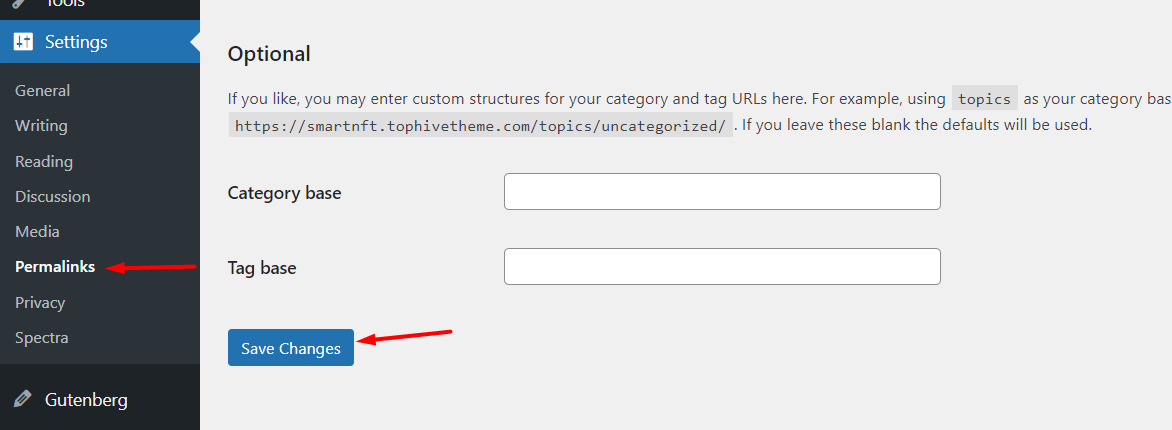 Tools
Settings
General
Writing
Reading
Discussion
Media
Permalinks
Privacy
Spectra
Gutenberg
Optional
If you like, you may enter custom structures for your category and tag URLs here. For example, using topics as your category bas
https://smartnft.tophivetheme.com/topics/uncategorized/ . If you leave these blank the defaults will be used.
Category base
Tag base
Save Changes